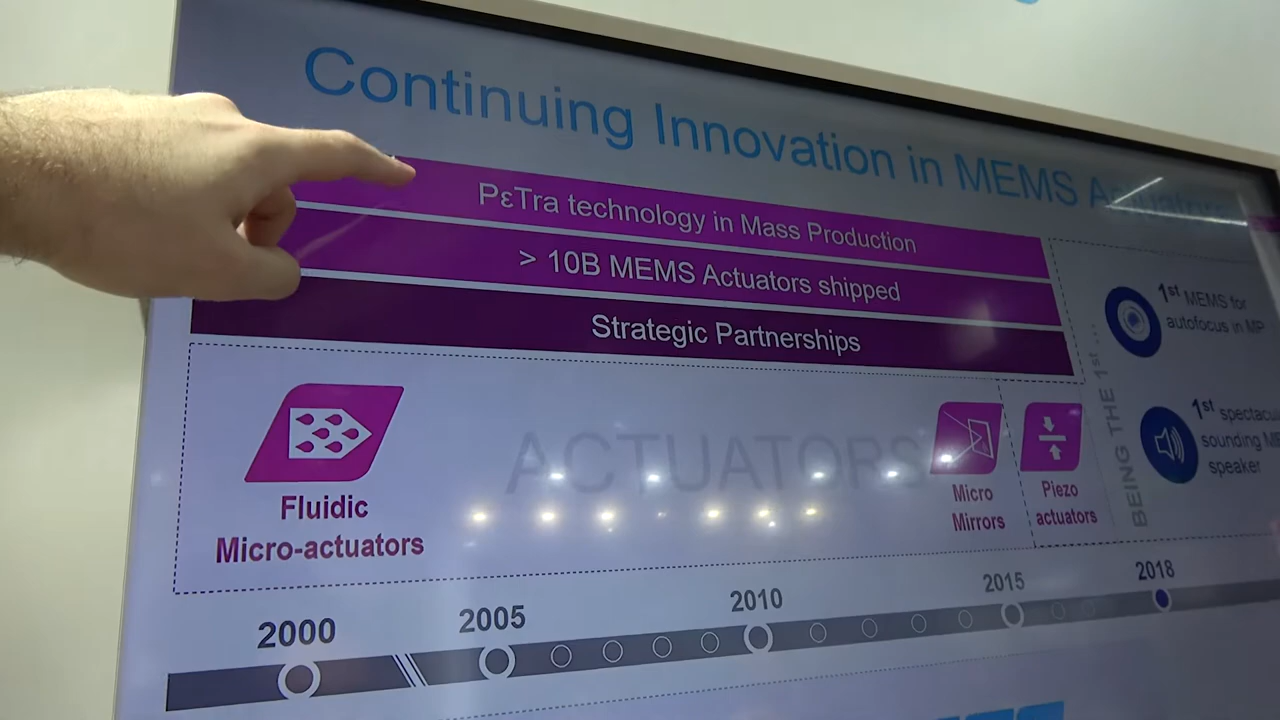 Continuing Innovation in MEMS Actuators
PεTra technology in Mass Production
> 10B MEMS Actuators shipped
Strategic Partnerships
ACTUATORS
Fluidic
Micro-actuators
Micro
Mirrors
Piezo
actuators
BEING THE 1st ...
1st MEMS for
autofocus in MP
1st
sounding
speaker
2000
2005
2010
2015
2018